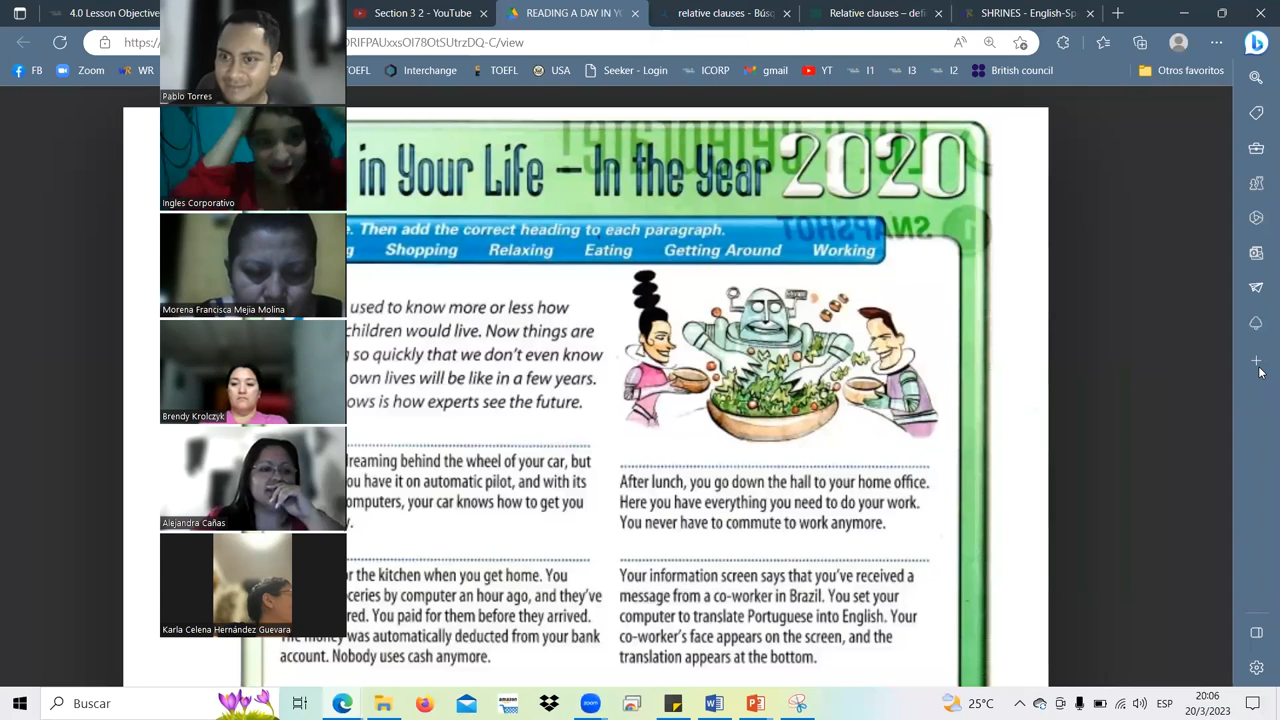 Section 3 2 - Youtube
READING A DAY IN Y
relative clauses - Búsq
relative clauses
SHRINES - English-Sp
https://
DRIFPAUxxsOI78OtSUtrzDQ-C/view
FB
Zoom
WR
TOEFL
Interchange
TOEFL
USA
Seeker - Login
ICORP
gmail
YT
I1
I3
I2
British council
Otros favoritos
Pablo Torres
Ingles Corporativo
Morena Francisca Mejia Molina
Brendy Krolczyk
Alejandra Cañas
Karla Celena Hernández Guevara
in Your Life – In the Year 2020
SNAPSHOT
. Then add the correct heading to each paragraph.
Shopping Relaxing Eating Getting Around Working
used to know more or less how
children would live. Now things are
so quickly that we don't even know
own lives will be like in a few years.
ows is how experts see the future.
dreaming behind the wheel of your car, but
ou have it on automatic pilot, and with its
omputers, your car knows how to get you
y.
or the kitchen when you get home. You
ceries by computer an hour ago, and they've
red. You paid for them before they arrived.
The money was automatically deducted from your bank
account. Nobody uses cash anymore.
After lunch, you go down the hall to your home office.
Here you have everything you need to do your work.
You never have to commute to work anymore.
Your information screen says that you've received a
message from a co-worker in Brazil. You set your
computer to translate Portuguese into English. Your
co-worker's face appears on the screen, and the
translation appears at the bottom.
Buscar
amazon
zoom
25°C
ESP
20:06
20/3/2023